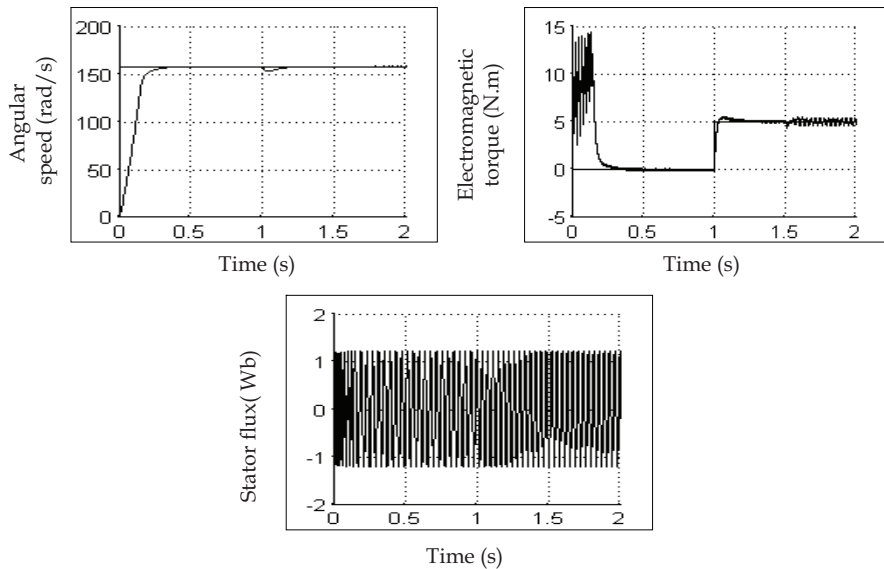 Angular
speed (rad/s)
200
150
100
50
0
0 0.5 1 1.5 2
Time (s)
Electromagnetic
torque (N.m)
15
10
5
0
-5
0 0.5 1 1.5 2
Time (s)
Stator flux( Wb)
2
1
0
-1
-2
0 0.5 1 1.5 2
Time (s)